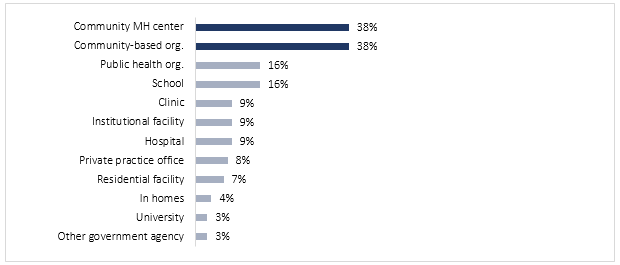 Community MH center 38%
Community-based org. 38%
Public health org. 16%
School 16%
Clinic 9%
Institutional facility 9%
Hospital 9%
Private practice office 8%
Residential facility 7%
In homes 4%
University 3%
Other government agency 3%